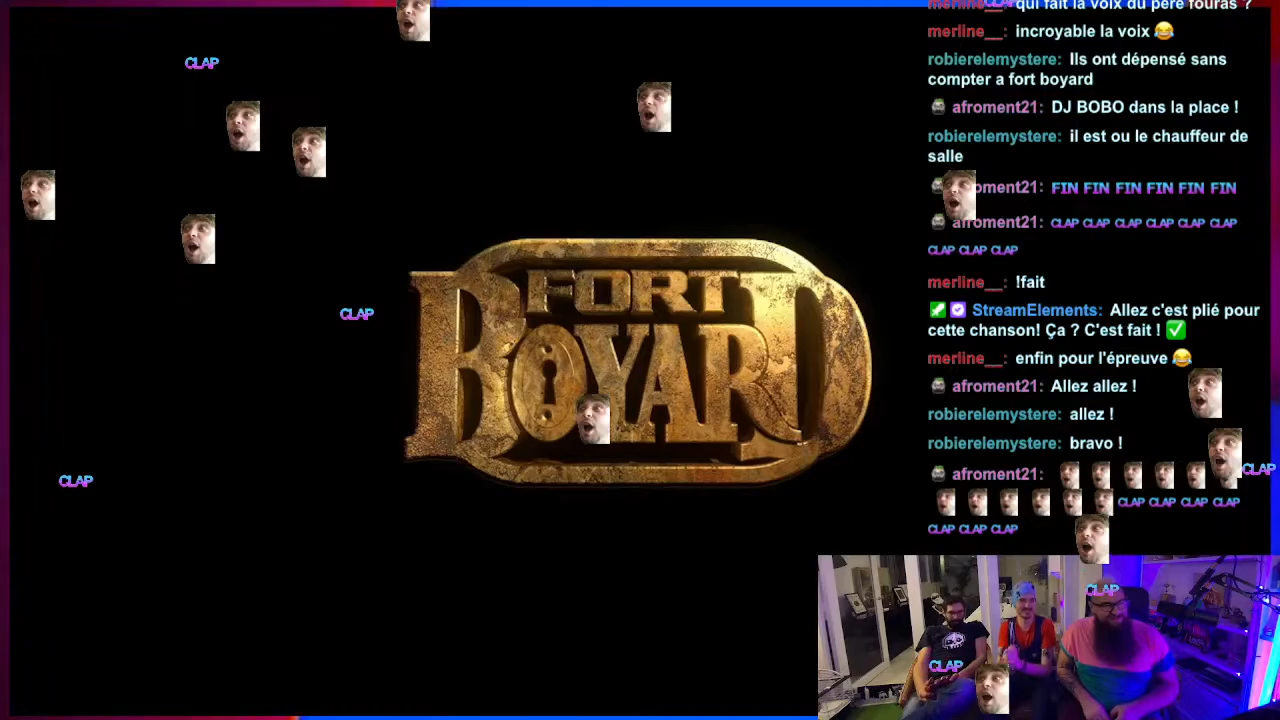 merline__: qui fait la voix du père fouras ?
merline__: incroyable la voix 😂
robierelemystere: Ils ont dépensé sans
compter a fort boyard
afroment21: DJ BOBO dans la place !
robierelemystere: il est ou le chauffeur de
salle
oment21: FIN FIN FIN FIN FIN FIN
afroment21: CLAP CLAP CLAP CLAP CLAP CLAP
CLAP CLAP CLAP
merline__: !fait
StreamElements: Allez c'est plié pour
cette chanson! Ça ? C'est fait ! ✅
merline__: enfin pour l'épreuve 😂
afroment21: Allez allez !
robierelemystere: allez !
robierelemystere: bravo !
afroment21:
CLAP CLAP CLAP CLAP
CLAP CLAP CLAP
FORT
BOYARD
CLAP
CLAP
CLAP
CLAP
CLAP
CLAP